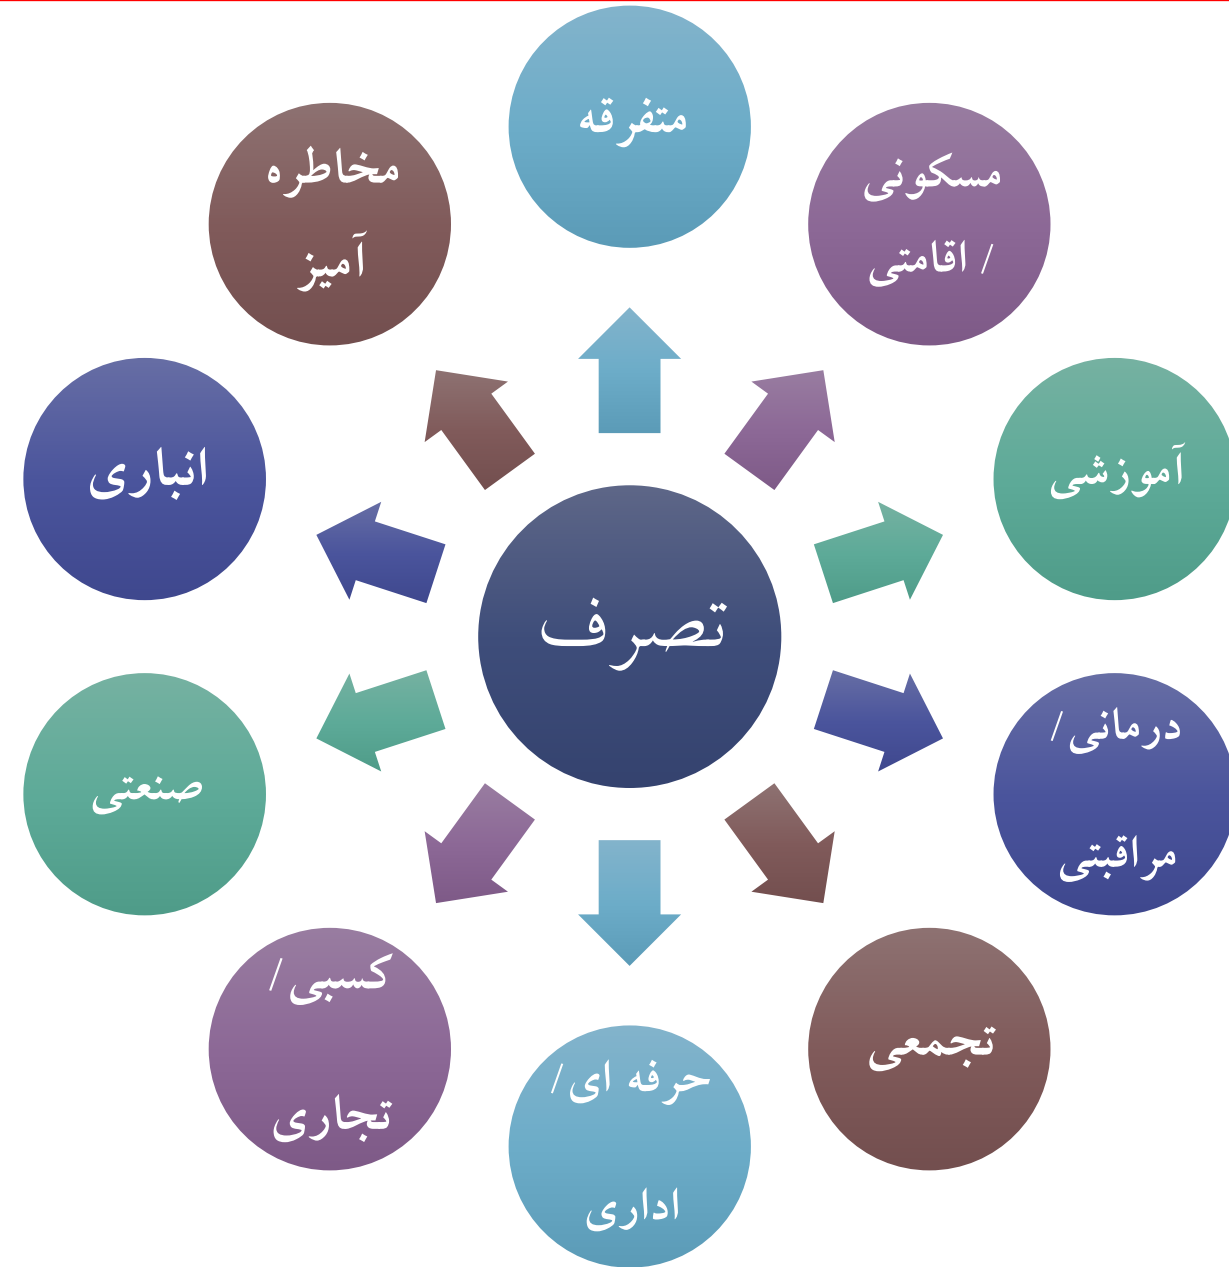 متفرقه
مسکونی
/ اقامتی
آموزشی
درمانی/
مراقبتی
تجمعی
حرفه ای/
اداری
کسبی/
تجاری
صنعتی
انباری
مخاطره
آمیز
تصرف